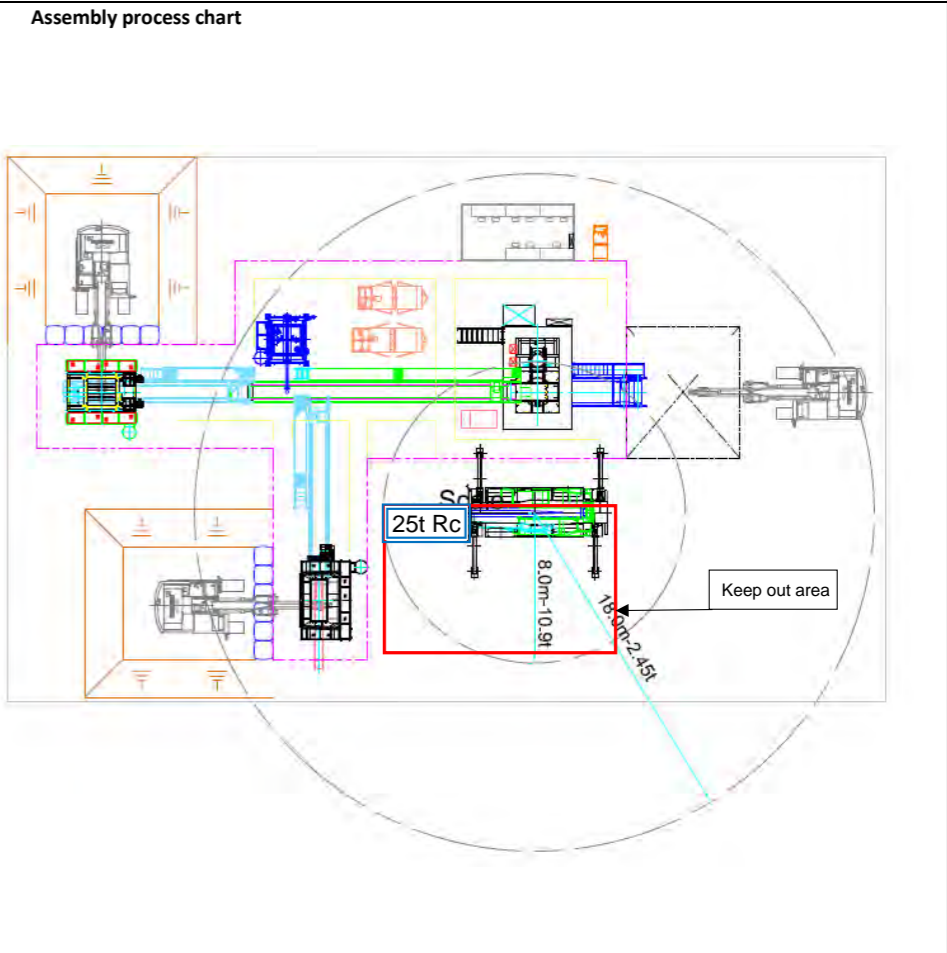 Assembly process chart
25t Rc
8.0m-10.9t
18.0m-2.45t
Keep out area